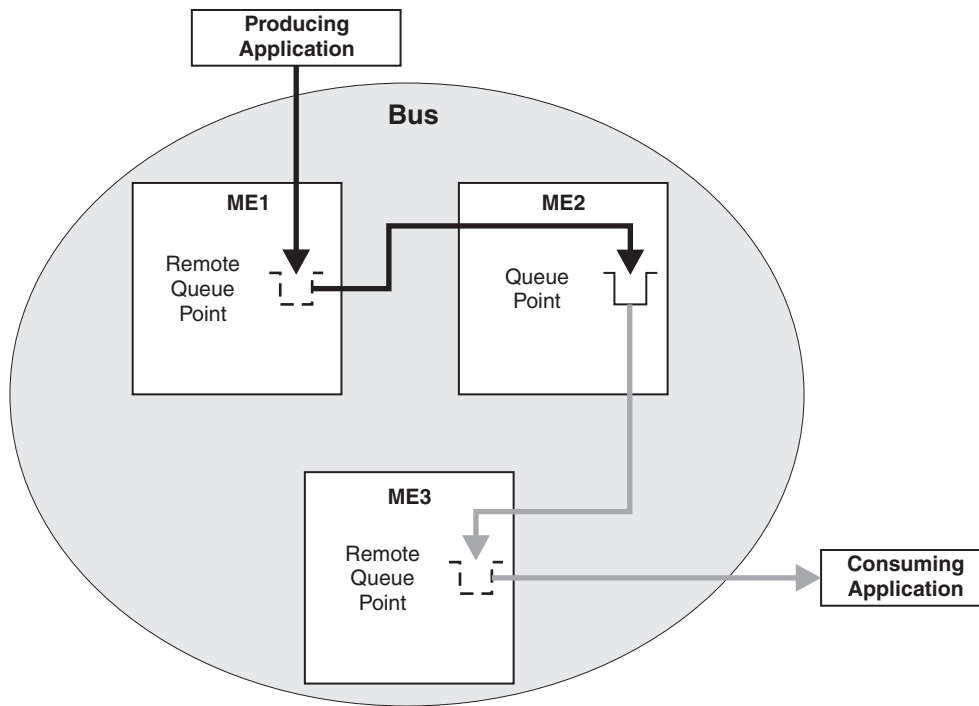 Producing
Application
Bus
ME1
Remote
Queue
Point
ME2
Queue
Point
ME3
Remote
Queue
Point
Consuming
Application